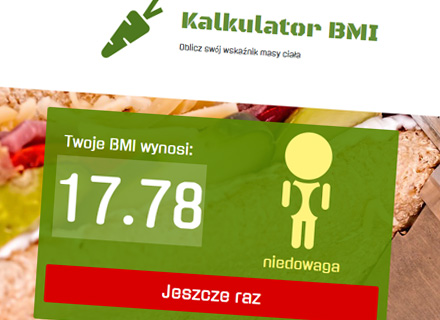 Kalkulator BMI
Oblicz swój wskaźnik masy ciała
Twoje BMI wynosi:
17.78
niedowaga
Jeszcze raz